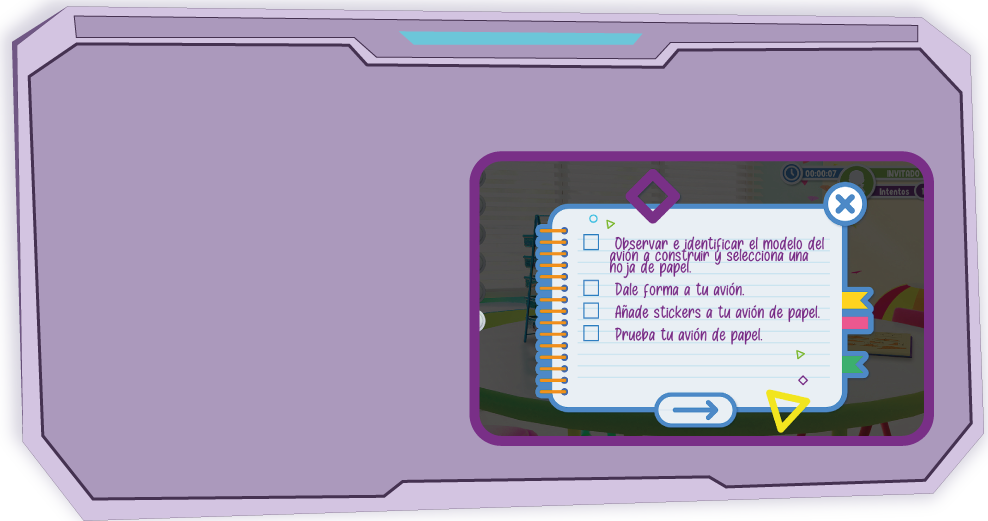 00:00:07
INVITADO
Intentos
Observar e identificar el modelo del
avión a construir y selecciona una
hoja de papel.
Dale forma a tu avión.
Añade stickers a tu avión de papel.
Prueba tu avión de papel.